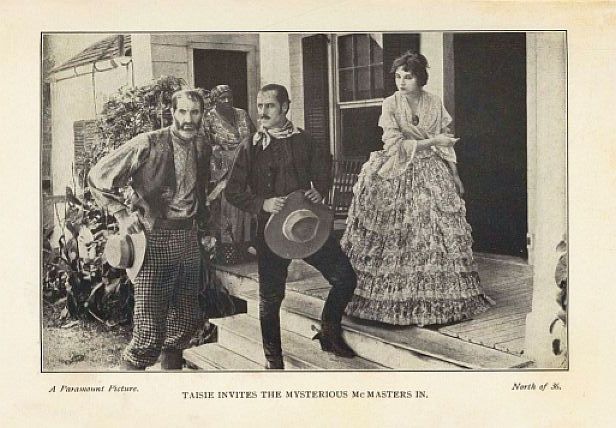 A Paramount Picture.
TAISIE INVITES THE MYSTERIOUS McMASTERS IN.
North of 36.